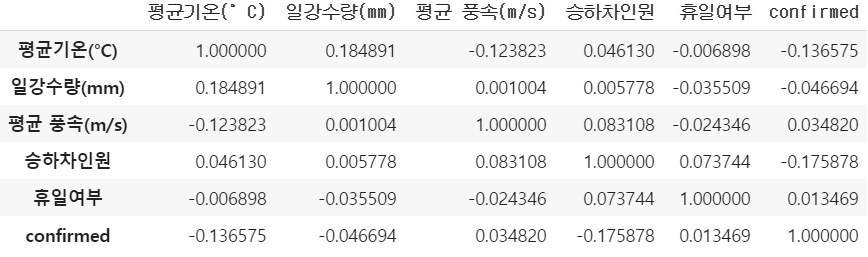 평균기온(°C) 일강수량(mm) 평균 풍속(m/s) 승하차인원 휴일여부 confirmed
평균기온(°C) 1.000000 0.184891 -0.123823 0.046130 -0.006898 -0.136575
일강수량(mm) 0.184891 1.000000 0.001004 0.005778 -0.035509 -0.046694
평균 풍속(m/s) -0.123823 0.001004 1.000000 0.083108 -0.024346 0.034820
승하차인원 0.046130 0.005778 0.083108 1.000000 0.073744 -0.175878
휴일여부 -0.006898 -0.035509 -0.024346 0.073744 1.000000 0.013469
confirmed -0.136575 -0.046694 0.034820 -0.175878 0.013469 1.000000